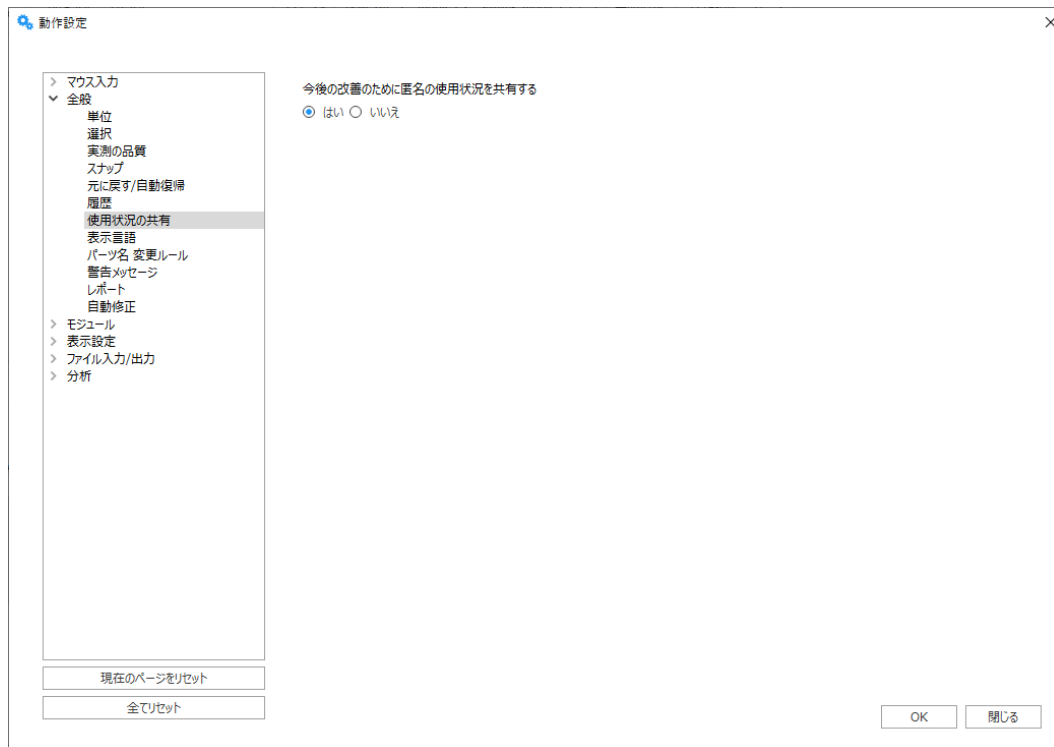 動作設定
マウス入力
全般
単位
選択
実測の品質
スナップ
元に戻す/自動復帰
履歴
使用状況の共有
表示言語
パーツ名 変更ルール
警告メッセージ
レポート
自動修正
モジュール
表示設定
ファイル入力/出力
分析
今後の改善のために匿名の使用状況を共有する
はい いいえ
現在のページをリセット
全てリセット
OK 閉じる